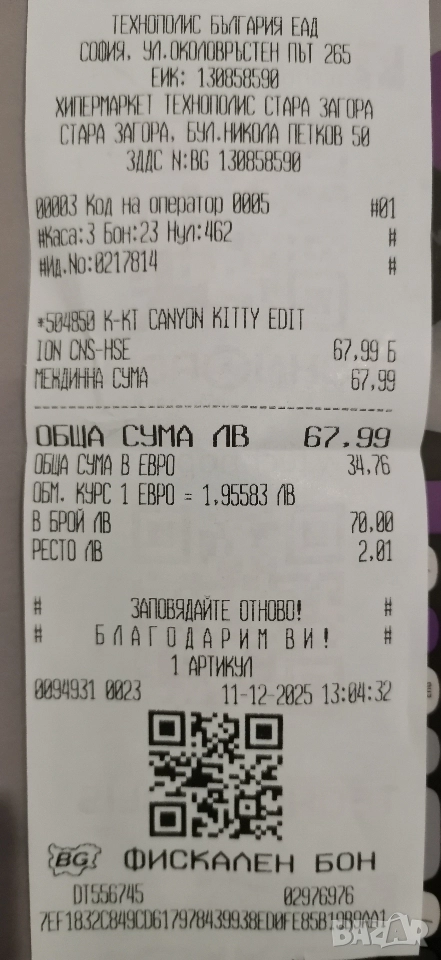 ТЕХНОПОЛИС БЪЛГАРИЯ ЕАД
СОФИЯ, УЛ.ОКОЛОВРЪСТЕН ПЪТ 265
ЕИК: 130858590
ХИПЕРМАРКЕТ ТЕХНОПОЛИС СТАРА ЗАГОРА
СТАРА ЗАГОРА, БУЛ.НИКОЛА ПЕТКОВ 50
ЗДДС N:BG 130858590
00003 Код на оператор 0005 #01
#Каса:3 Бон:23 Нул:462 #
#Ид.No:0217814 #
*504850 K-KT CANYON KITTY EDIT
ION CNS-HSE 67,99 Б
МЕЖДИННА СУМА 67,99
ОБЩА СУМА ЛВ 67,99
ОБЩА СУМА В ЕВРО 34,76
ОБМ. КУРС 1 ЕВРО = 1,95583 ЛВ
В БРОЙ ЛВ 70,00
РЕСТО ЛВ 2,01
# ЗАПОВЯДАЙТЕ ОТНОВО! #
# БЛАГОДАРИМ ВИ! #
1 АРТИКУЛ
0094931 0023 11-12-2025 13:04:32
BG ФИСКАЛЕН БОН
DT556745 02976976
7EF1832C849CD617978439938ED0FE85B19B9AA1
BAZAR